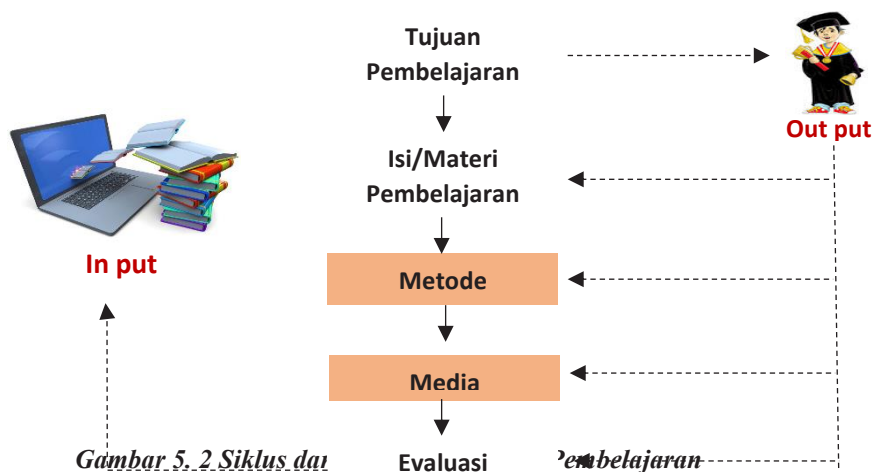 Tujuan
Pembelajaran
Out put
Isi/Materi
Pembelajaran
In put
Metode
Media
Gambar 5. 2 Siklus dan Pembelajaran
Evaluasi